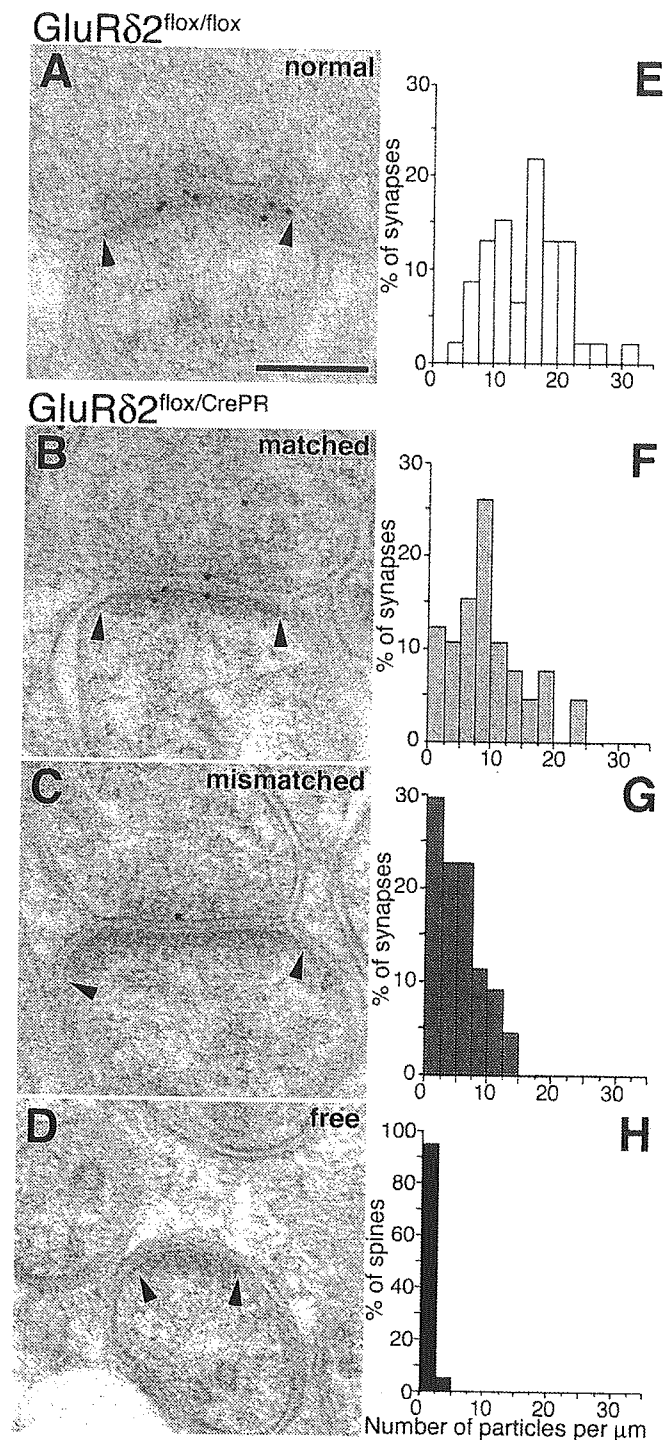 GluRδ2flox/flox
A
normal
E
30
20
10
0
% of synapses
0 10 20 30
GluRδ2flox/CrePR
B
matched
F
30
20
10
0
% of synapses
0 10 20 30
C
mismatched
G
30
20
10
0
% of synapses
0 10 20 30
D
free
H
100
80
60
40
20
0
% of spines
0 10 20 30
Number of particles per μm